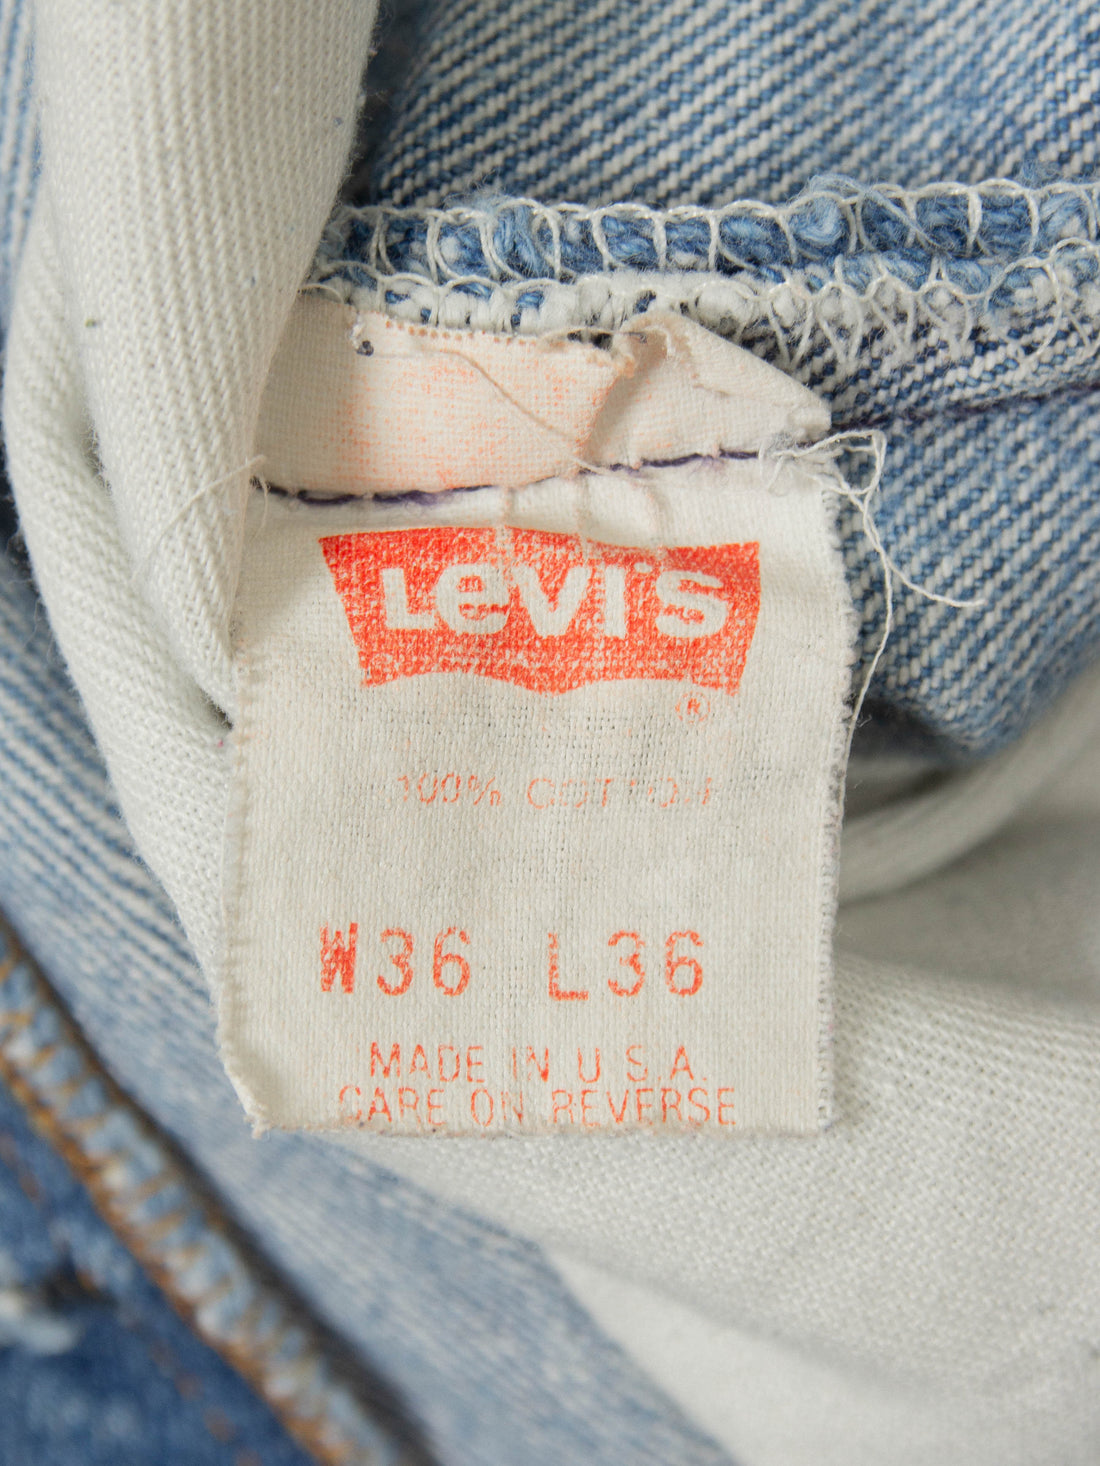 Levi's
®
100% COTTON
W36 L36
MADE IN U.S.A.
CARE ON REVERSE